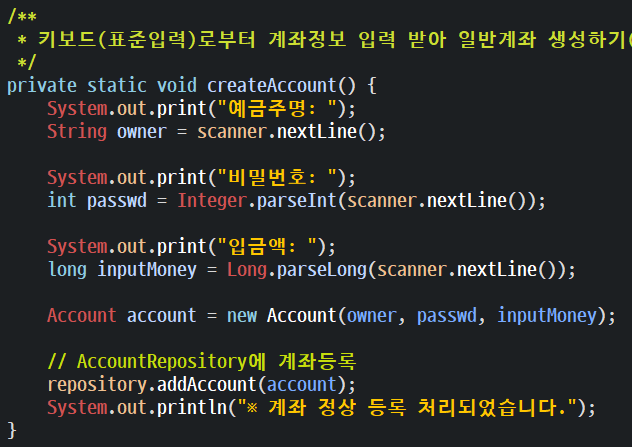 /**
 * 키보드(표준입력)로부터 계좌정보 입력 받아 일반계좌 생성하기(
 */
private static void createAccount() {
    System.out.print("예금주명: ");
    String owner = scanner.nextLine();

    System.out.print("비밀번호: ");
    int passwd = Integer.parseInt(scanner.nextLine());

    System.out.print("입금액: ");
    long inputMoney = Long.parseLong(scanner.nextLine());

    Account account = new Account(owner, passwd, inputMoney);

    // AccountRepository에 계좌등록
    repository.addAccount(account);
    System.out.println("※ 계좌 정상 등록 처리되었습니다.");
}